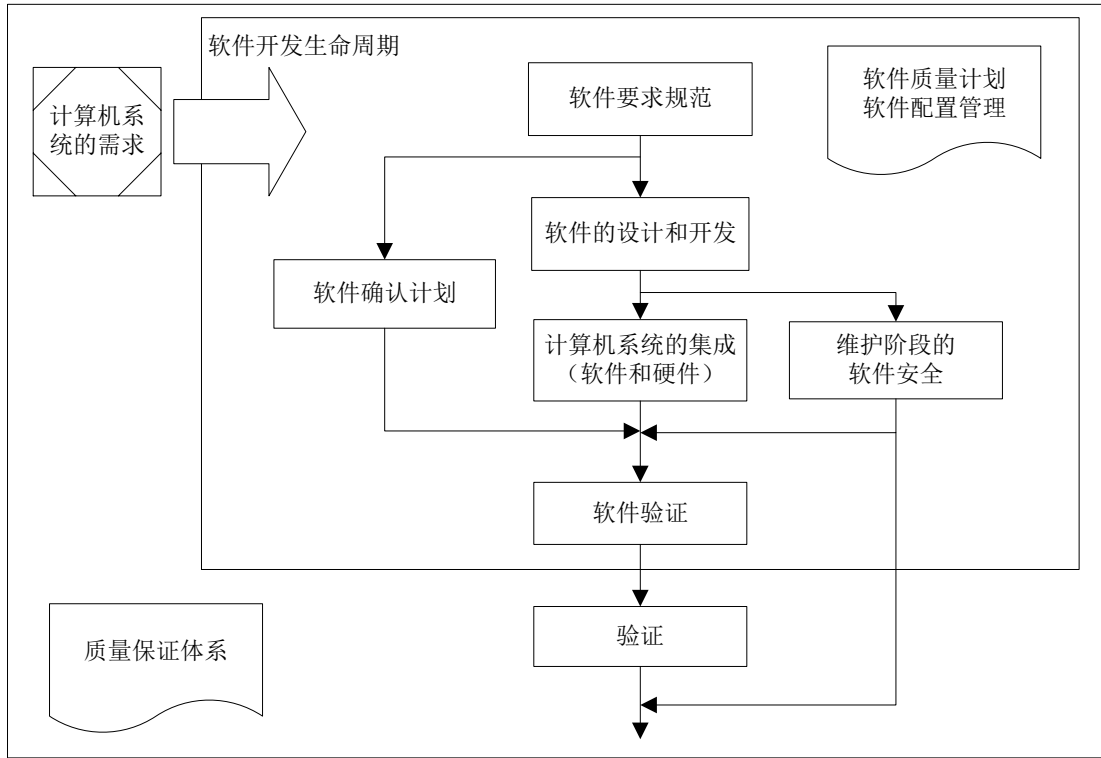 软件开发生命周期
计算机系
统的需求
软件要求规范
软件质量计划
软件配置管理
软件的设计和开发
软件确认计划
计算机系统的集成
（软件和硬件）
维护阶段的
软件安全
软件验证
验证
质量保证体系